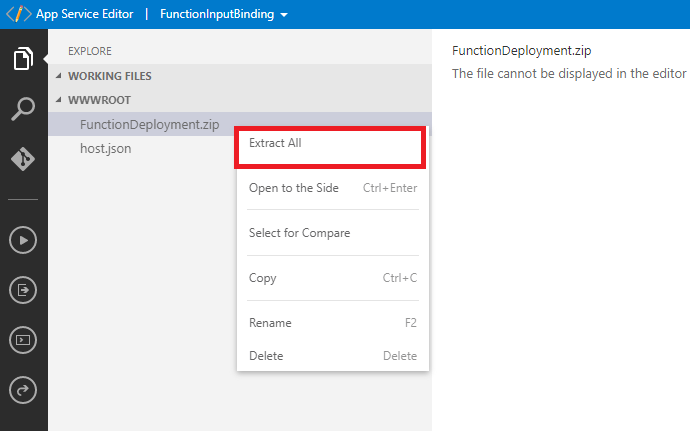 App Service Editor | FunctionInputBinding
EXPLORE
WORKING FILES
WWWROOT
FunctionDeployment.zip
host.json
Extract All
Open to the Side Ctrl+Enter
Select for Compare
Copy Ctrl+C
Rename F2
Delete Delete
FunctionDeployment.zip
The file cannot be displayed in the editor